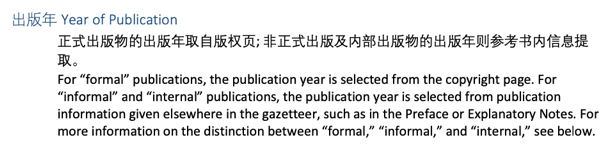 出版年 Year of Publication
正式出版物的出版年取自版权页; 非正式出版及内部出版物的出版年则参考书内信息提
取。
For “formal” publications, the publication year is selected from the copyright page. For
“informal” and “internal” publications, the publication year is selected from publication
information given elsewhere in the gazetteer, such as in the Preface or Explanatory Notes. For
more information on the distinction between “formal,” “informal,” and “internal,” see below.